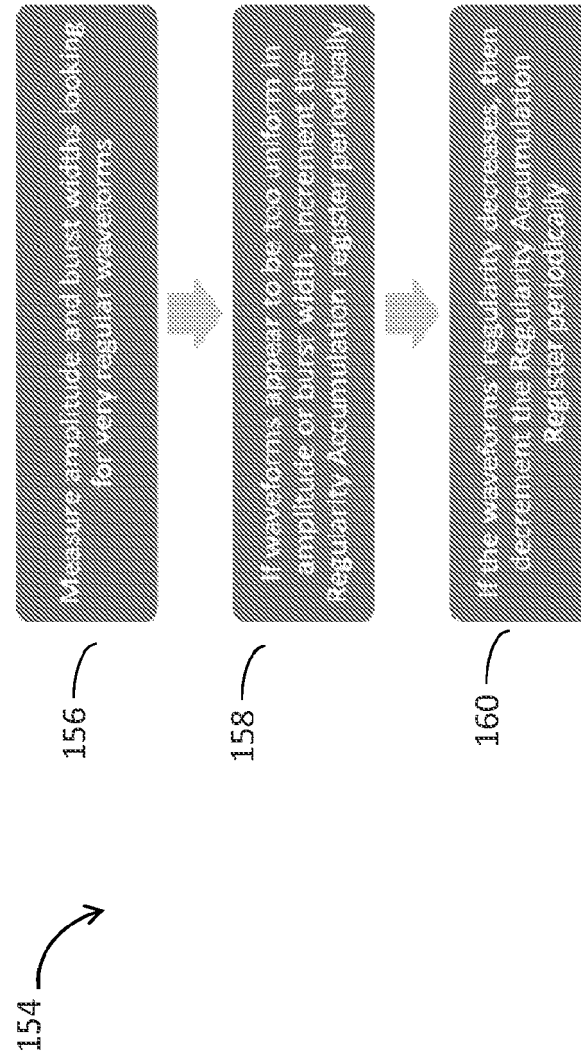 154
156
Measure amplitude and burst widths looking
for very regular waveforms
158
If waveforms appear to be too uniform in
amplitude or burst width, increment the
Regularity Accumulation register periodically
160
If the waveforms' regularity decreases, then
decrement the Regularity Accumulation
Register periodically